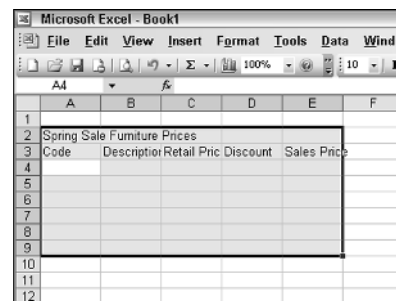 Microsoft Excel - Book1
File Edit View Insert Format Tools Data Wind
100% 10
A4 fx
A B C D E F
1
2 Spring Sale Furniture Prices
3 Code Description Retail Pric Discount Sales Price
4
5
6
7
8
9
10
11
12